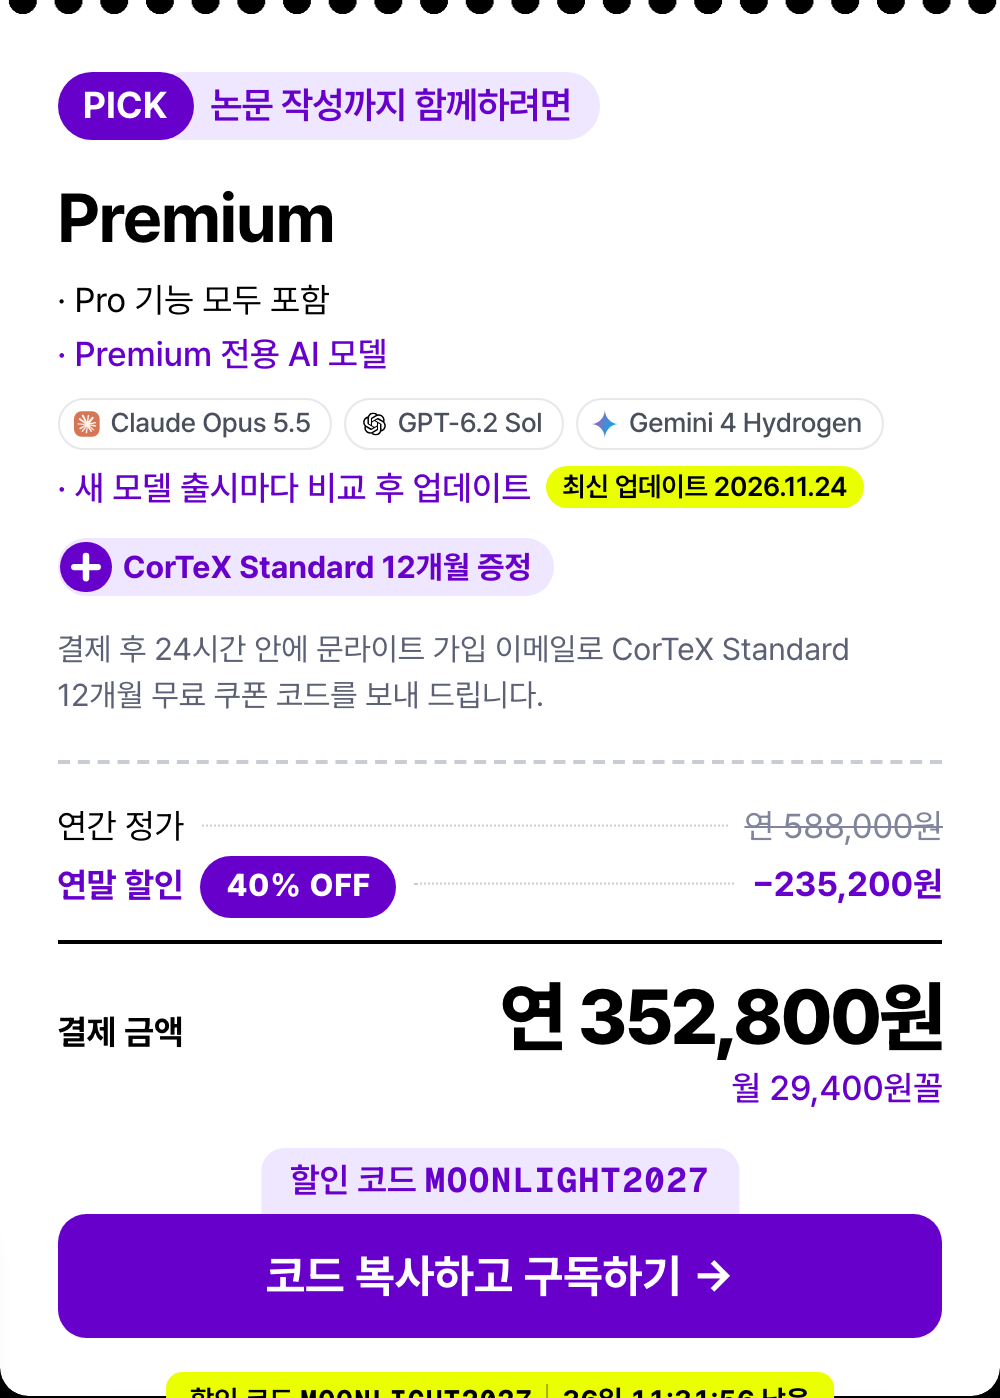 PICK 논문 작성까지 함께하려면
Premium
· Pro 기능 모두 포함
· Premium 전용 AI 모델
Claude Opus 5.5 GPT-6.2 Sol Gemini 4 Hydrogen
· 새 모델 출시마다 비교 후 업데이트 최신 업데이트 2026.11.24
CorTeX Standard 12개월 증정
결제 후 24시간 안에 문라이트 가입 이메일로 CorTeX Standard
12개월 무료 쿠폰 코드를 보내 드립니다.
연간 정가 연 588,000원
연말 할인 40% OFF −235,200원
결제 금액 연 352,800원
월 29,400원꼴
할인 코드 MOONLIGHT2027
코드 복사하고 구독하기 →
할인 코드 MOONLIGHT2027